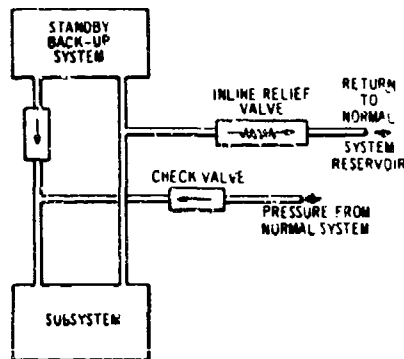 STANDBY
BACK-UP
SYSTEM
INLINE RELIEF
VALVE
RETURN
TO
NORMAL
SYSTEM
RESERVOIR
CHECK VALVE
PRESSURE FROM
NORMAL SYSTEM
SUBSYSTEM